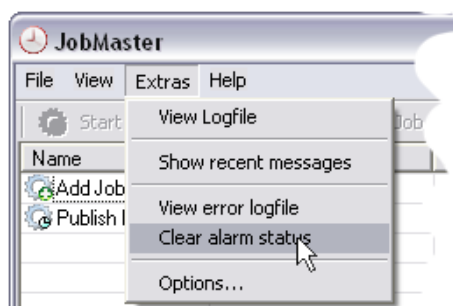 JobMaster
File View Extras Help
Start Job
View Logfile
Name
Show recent messages
Add Job
View error logfile
Publish
Clear alarm status
Options...